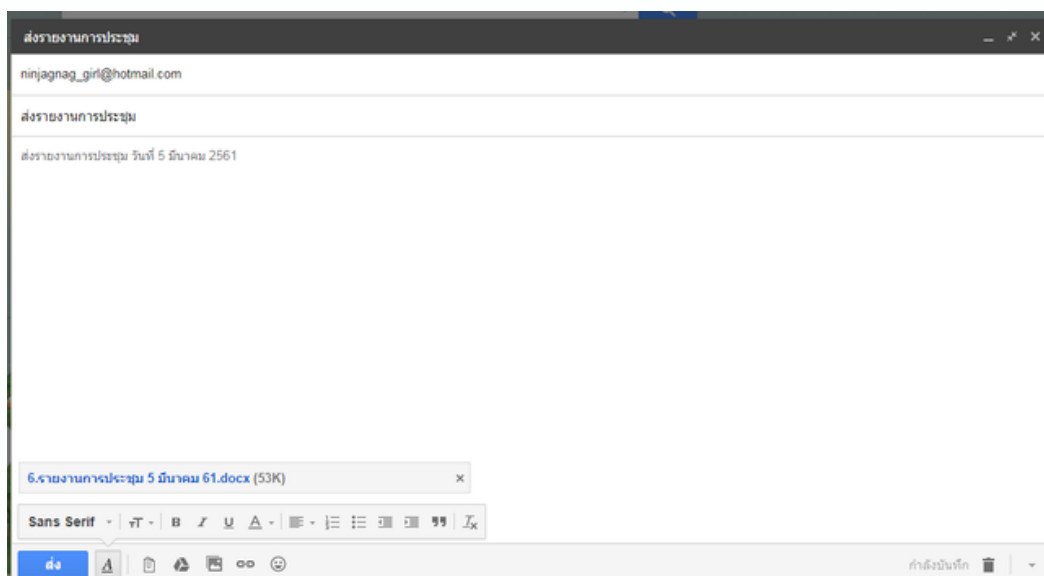 ส่งรายงานการประชุม
ninjagnag_girl@hotmail.com
ส่งรายงานการประชุม
ส่งรายงานการประชุม วันที่ 5 มีนาคม 2561
6.รายงานการประชุม 5 มีนาคม 61.docx (53K)
Sans Serif
ส่ง
กำลังบันทึก